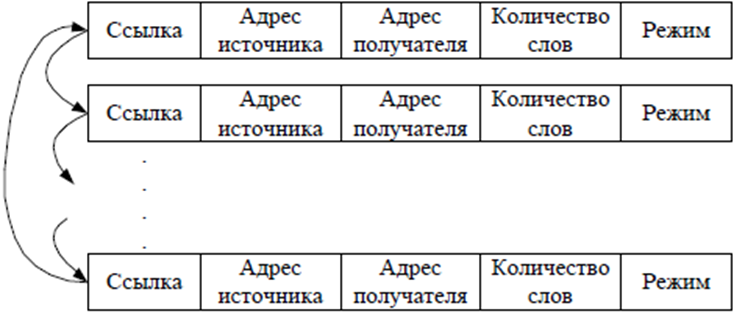 Ссылка
Адрес
источника
Адрес
получателя
Количество
слов
Режим
Ссылка
Адрес
источника
Адрес
получателя
Количество
слов
Режим
.
.
.
.
Ссылка
Адрес
источника
Адрес
получателя
Количество
слов
Режим